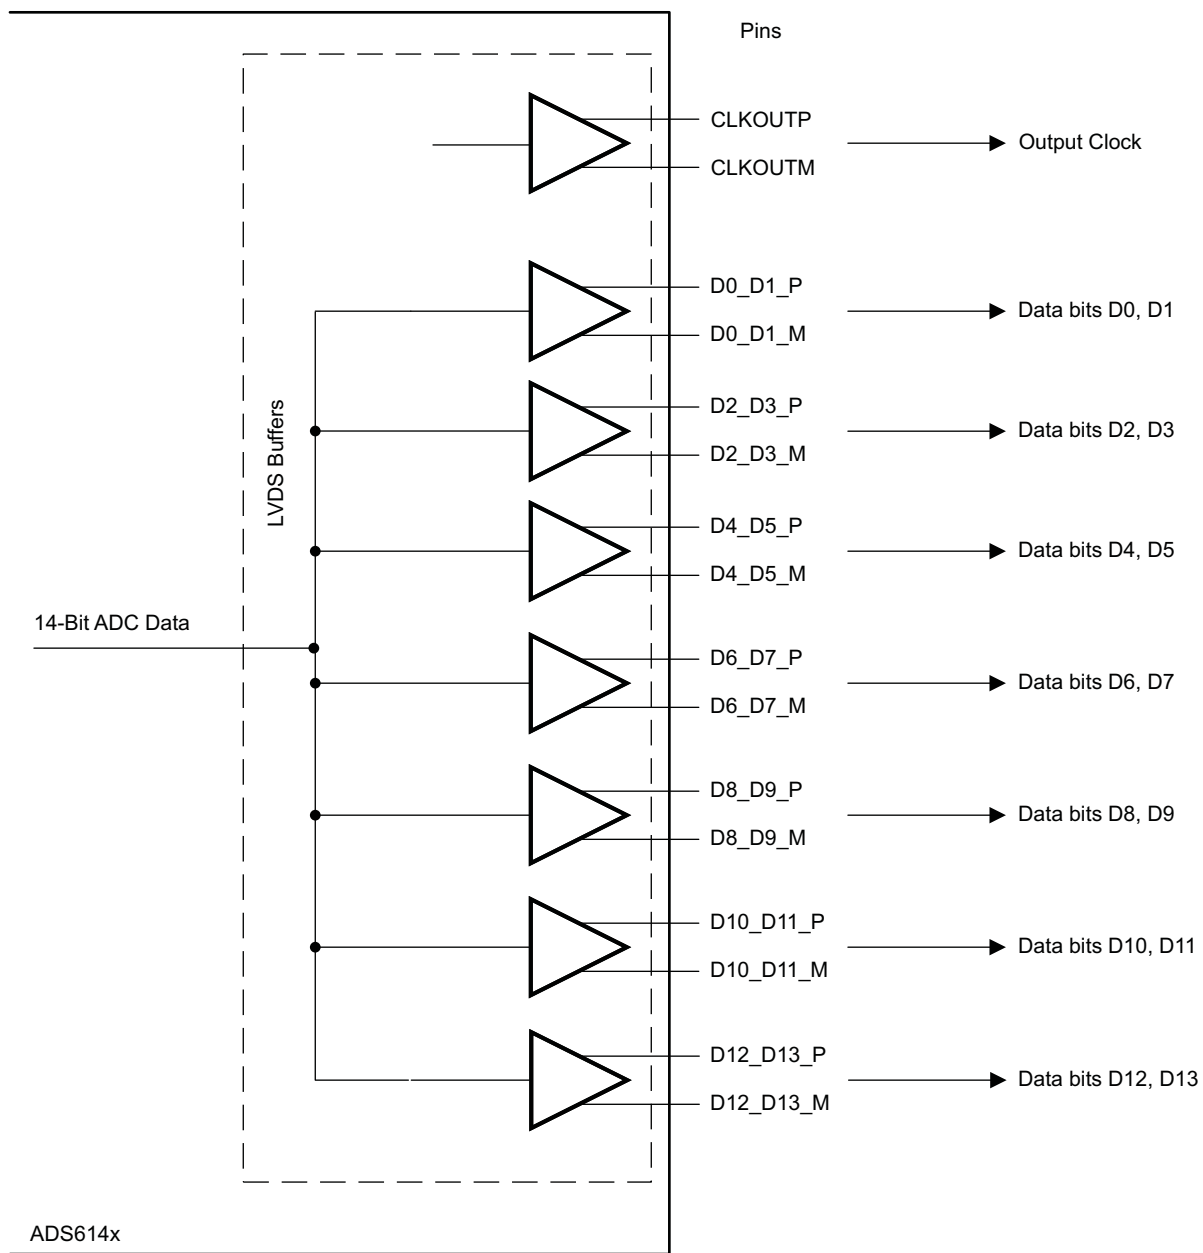 Pins
CLKOUTP
Output Clock
CLKOUTM
D0_D1_P
Data bits D0, D1
D0_D1_M
D2_D3_P
Data bits D2, D3
D2_D3_M
LVDS Buffers
D4_D5_P
Data bits D4, D5
D4_D5_M
14-Bit ADC Data
D6_D7_P
Data bits D6, D7
D6_D7_M
D8_D9_P
Data bits D8, D9
D8_D9_M
D10_D11_P
Data bits D10, D11
D10_D11_M
D12_D13_P
Data bits D12, D13
D12_D13_M
ADS614x